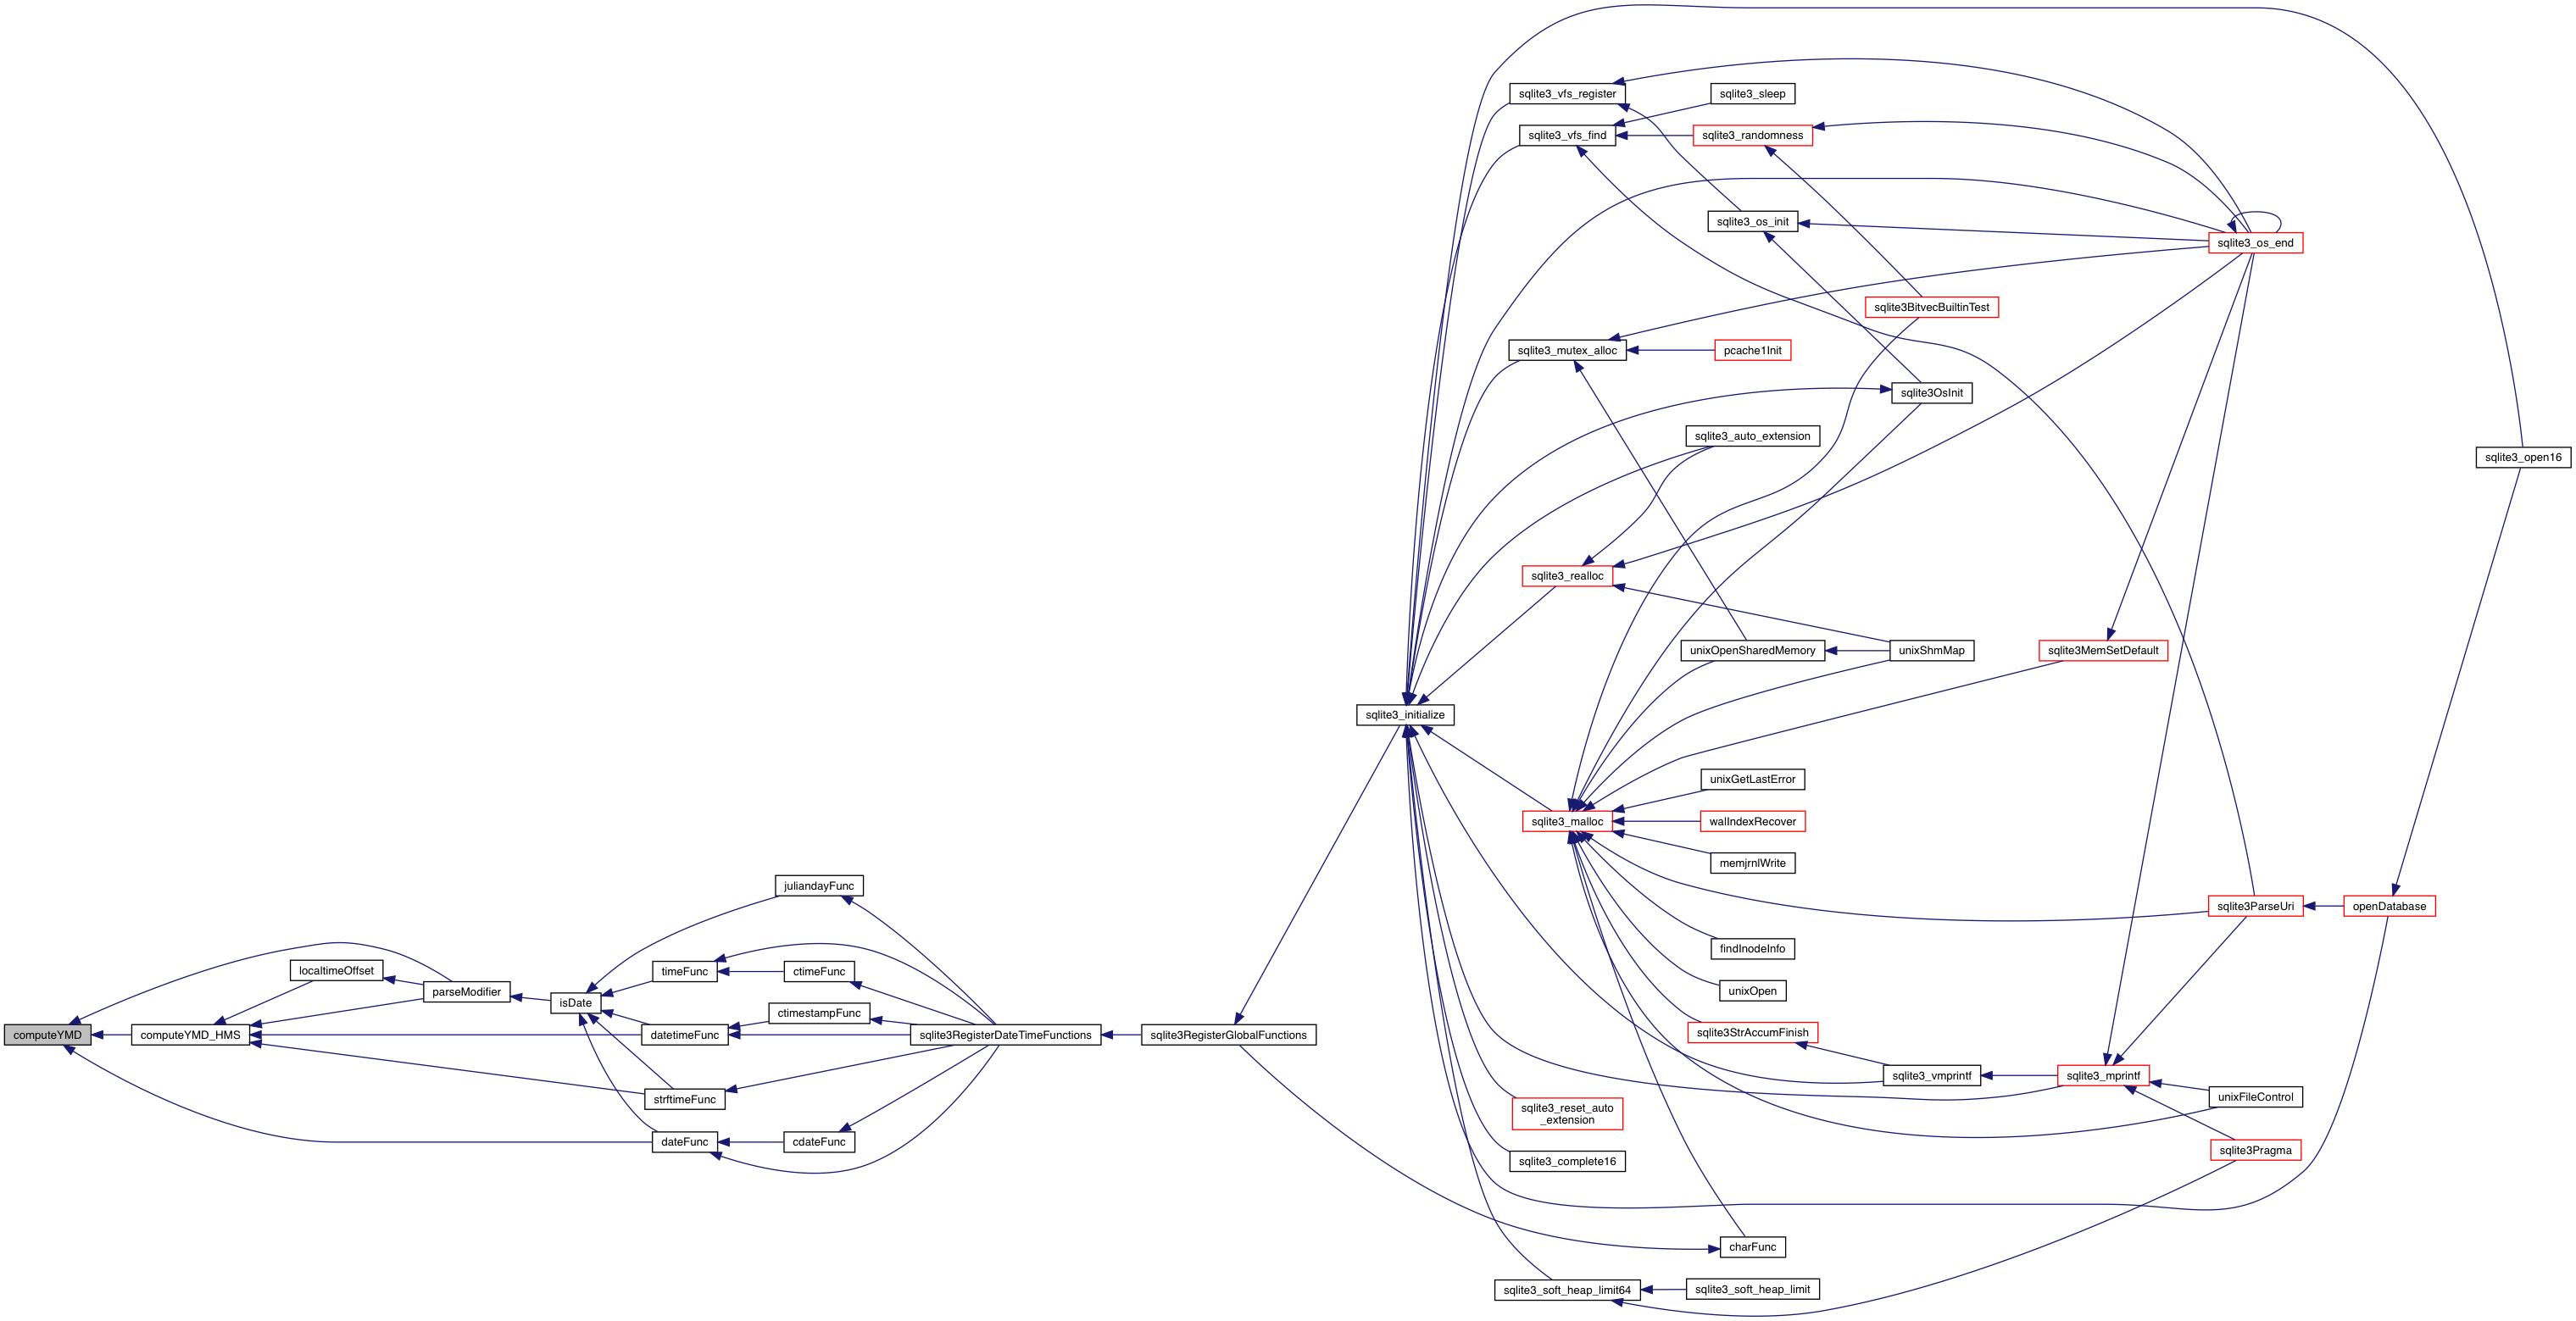 computeYMD
computeYMD_HMS
localtimeOffset
parseModifier
isDate
juliandayFunc
timeFunc
ctimeFunc
ctimestampFunc
datetimeFunc
strftimeFunc
dateFunc
cdateFunc
sqlite3RegisterDateTimeFunctions
sqlite3RegisterGlobalFunctions
sqlite3_initialize
sqlite3_vfs_register
sqlite3_vfs_find
sqlite3_mutex_alloc
sqlite3_realloc
sqlite3_malloc
sqlite3_reset_auto
_extension
sqlite3_complete16
sqlite3_soft_heap_limit64
sqlite3_sleep
sqlite3_randomness
sqlite3_os_init
pcache1Init
sqlite3_auto_extension
unixOpenSharedMemory
unixGetLastError
walIndexRecover
memjrnlWrite
findInodeInfo
unixOpen
sqlite3StrAccumFinish
charFunc
sqlite3_soft_heap_limit
sqlite3BitvecBuiltinTest
sqlite3OsInit
unixShmMap
sqlite3_vmprintf
sqlite3MemSetDefault
sqlite3_mprintf
sqlite3_os_end
sqlite3ParseUri
unixFileControl
sqlite3Pragma
openDatabase
sqlite3_open16